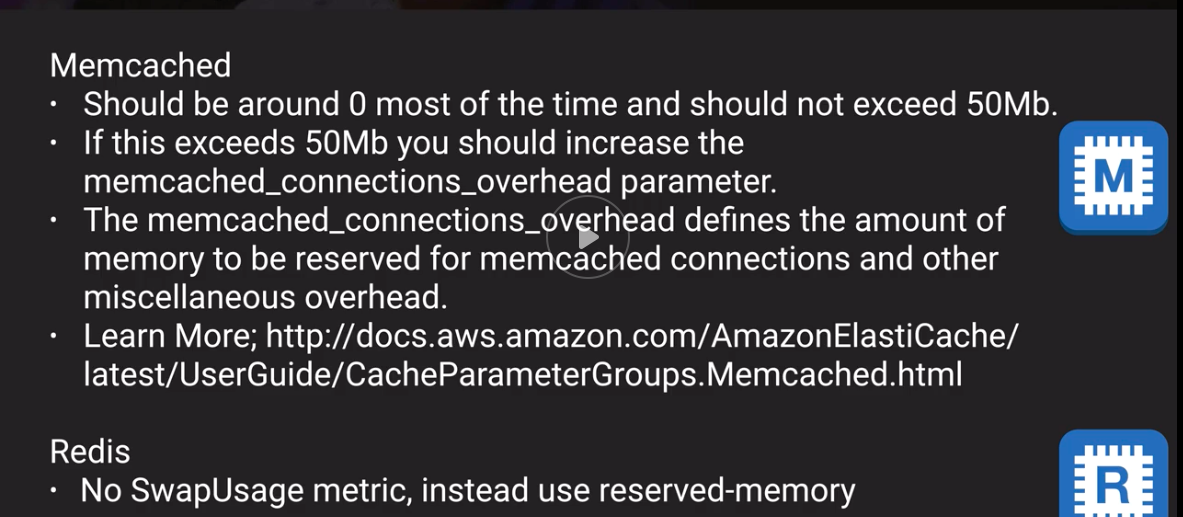 Memcached
• Should be around 0 most of the time and should not exceed 50Mb.
• If this exceeds 50Mb you should increase the
memcached_connections_overhead parameter.
• The memcached_connections_overhead defines the amount of
memory to be reserved for memcached connections and other
miscellaneous overhead.
• Learn More; http://docs.aws.amazon.com/AmazonElastiCache/
latest/UserGuide/CacheParameterGroups.Memcached.html
M
Redis
• No SwapUsage metric, instead use reserved-memory
R